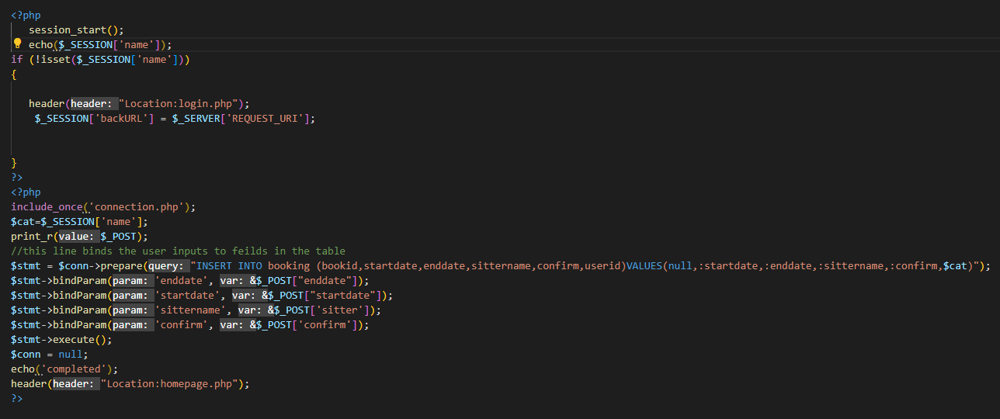 <?php
session_start();
echo($_SESSION['name']);
if (!isset($_SESSION['name']))
{
header(header: "Location:login.php");
$_SESSION['backURL'] = $_SERVER['REQUEST_URI'];
}
?>
<?php
include_once('connection.php');
$cat=$_SESSION['name'];
print_r(value: $_POST);
//this line binds the user inputs to feilds in the table
$stmt = $conn->prepare(query: "INSERT INTO booking (bookid,startdate,enddate,sittername,confirm,userid)VALUES(null,:startdate,:enddate,:sittername,:confirm,$cat)");
$stmt->bindParam(param: 'enddate', var: &$_POST["enddate"]);
$stmt->bindParam(param: 'startdate', var: &$_POST["startdate"]);
$stmt->bindParam(param: 'sittername', var: &$_POST['sitter']);
$stmt->bindParam(param: 'confirm', var: &$_POST['confirm']);
$stmt->execute();
$conn = null;
echo('completed');
header(header: "Location:homepage.php");
?>